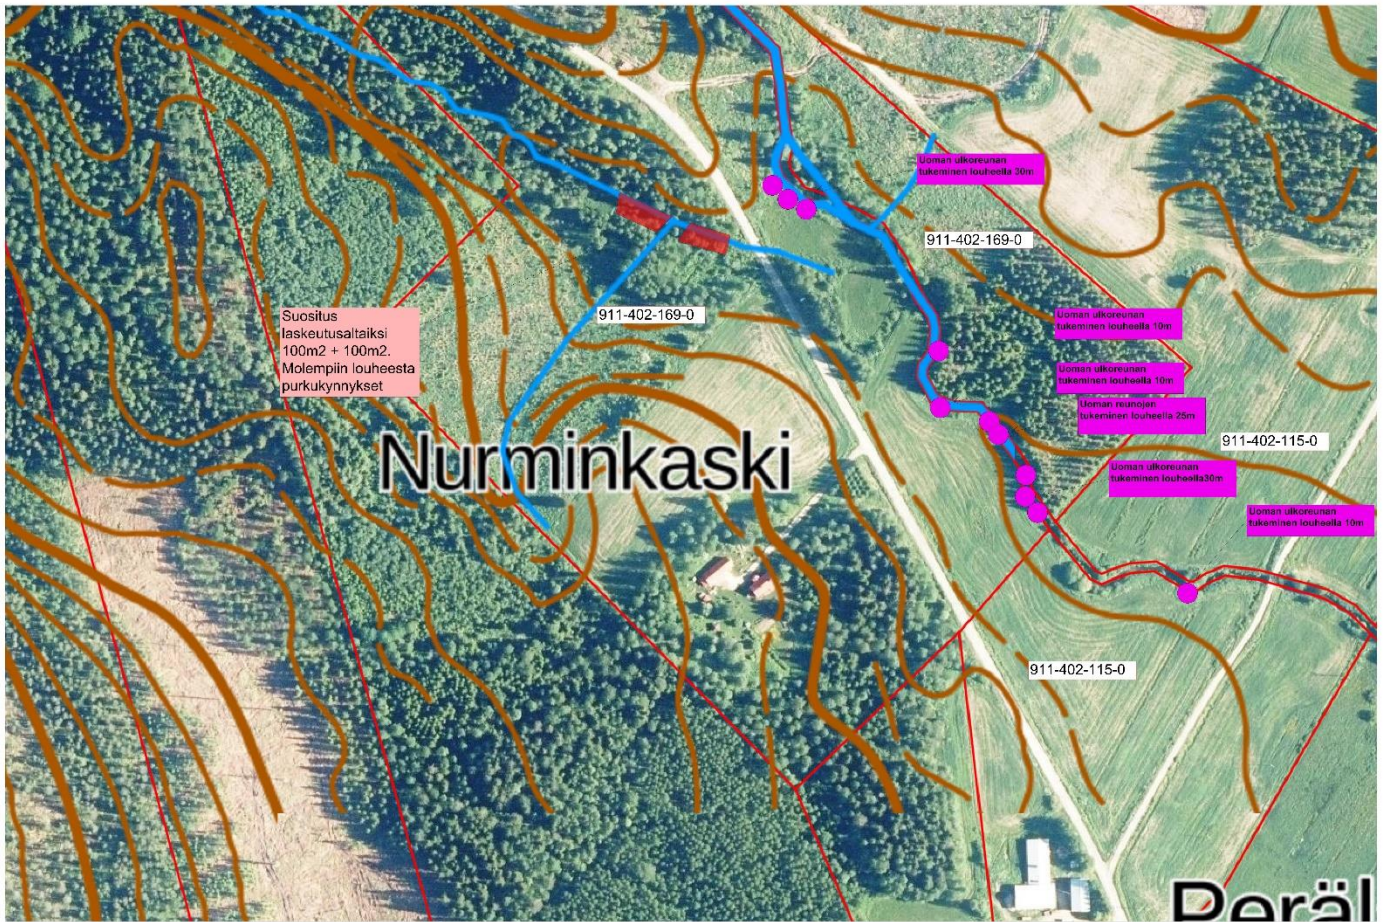 Uoman ulkoreunan
tukeminen louheella 30m
911-402-169-0
Suositus
laskeutusaltaiksi
100m2 + 100m2.
Molempiin louheesta
purkukynnykset
911-402-169-0
Uoman ulkoreunan
tukeminen louheella 10m
Uoman ulkoreunan
tukeminen louheella 10m
Uoman reunojen
tukeminen louheella 25m
911-402-115-0
Nurminkaski
Uoman ulkoreunan
tukeminen louheella30m
Uoman ulkoreunan
tukeminen louheella 10m
911-402-115-0
Peräl